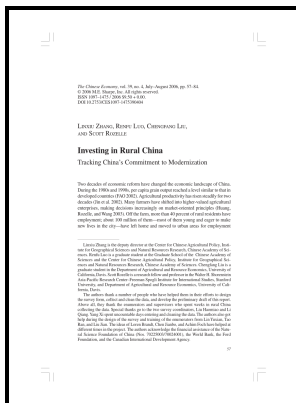 The Chinese Economy, vol. 39, no. 4, July–August 2006, pp. 57–84.
© 2006 M.E. Sharpe, Inc. All rights reserved.
ISSN 1097–1475 / 2006 $9.50 + 0.00.
DOI 10.2753/CES1097-1475390404
LINXIU ZHANG, RENFU LUO, CHENGFANG LIU,
AND SCOTT ROZELLE
Investing in Rural China
Tracking China's Commitment to Modernization
Two decades of economic reforms have changed the economic landscape of China.
During the 1980s and 1990s, per capita grain output reached a level similar to that in
developed countries (FAO 2002). Agricultural productivity has risen steadily for two
decades (Jin et al. 2002). Many farmers have shifted into higher-valued agricultural
enterprises, making decisions increasingly on market-oriented principles (Huang,
Rozelle, and Wang 2003). Off the farm, more than 40 percent of rural residents have
employment; about 100 million of them—most of them young and eager to make
new lives in the city—have left home and moved to urban areas for employment
Linxiu Zhang is the deputy director at the Center for Chinese Agricultural Policy, Insti-
tute for Geographical Sciences and Natural Resources Research, Chinese Academy of Sci-
ences. Renfu Luo is a graduate student at the Graduate School of the Chinese Academy of
Sciences and the Center for Chinese Agricultural Policy, Institute for Geographical Sci-
ences and Natural Resources Research, Chinese Academy of Sciences. Chengfang Liu is a
graduate student in the Department of Agricultural and Resource Economics, University of
California, Davis. Scott Rozelle is a research fellow and professor in the Walter H. Shorenstein
Asia-Pacific Research Center, Freeman Spogli Institute for International Studies, Stanford
University, and Department of Agricultural and Resource Economics, University of Cali-
fornia, Davis.
The authors thank a number of people who have helped them in their efforts to design
the survey form, collect and clean the data, and develop the preliminary draft of this report.
Above all, they thank the enumerators and supervisors who spent weeks in rural China
collecting the data. Special thanks go to the two survey coordinators, Luo and Li
Qiang. Yang Xi spent uncountable days entering and cleaning the data. The authors also got
help during the design of the survey and training of the enumerators from Tao
Ran, and Liu Jian. The ideas of Loren Brandt, Chen Jianbo, and Achim Fock have helped at
different times in the project. The authors acknowledge the financial assistance of the Natu-
ral Science Foundation of China (Nos. 70225003/70024001), the World Bank, the Ford
Foundation, and the Canadian International Development Agency.
57